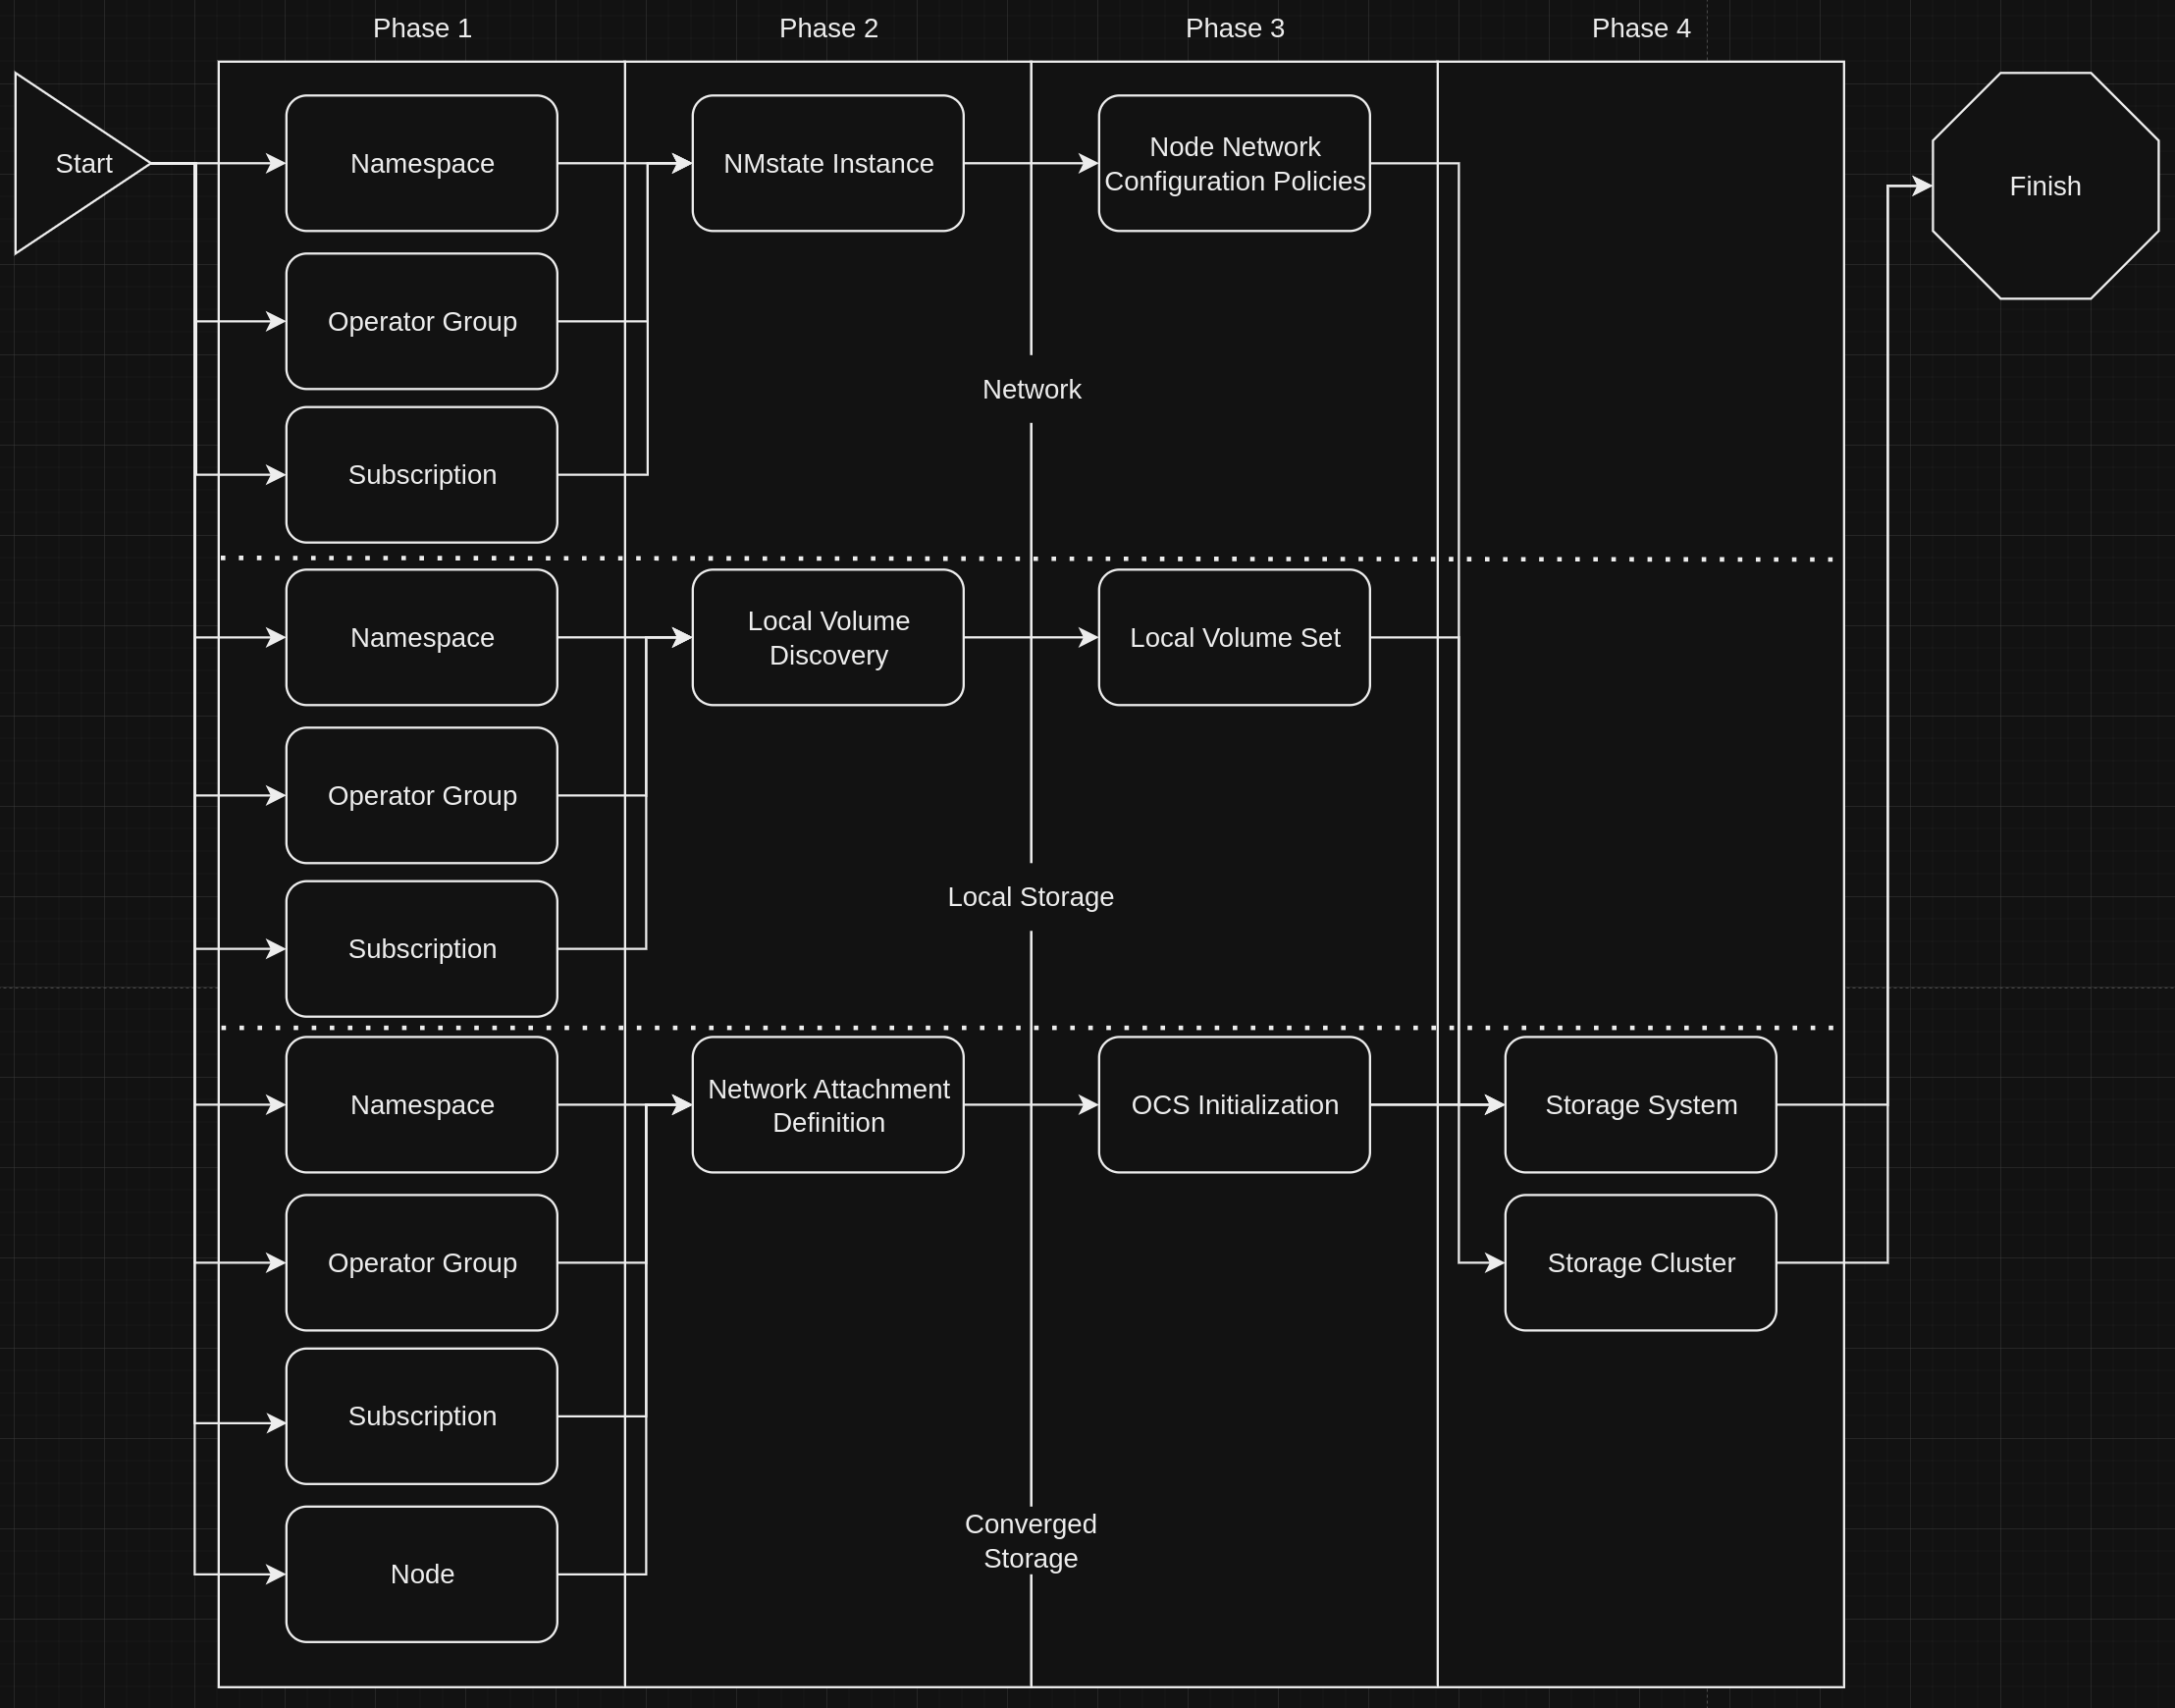 Phase 1
Phase 2
Phase 3
Phase 4
Start
Namespace
NMstate Instance
Node Network
Configuration Policies
Finish
Operator Group
Network
Subscription
Namespace
Local Volume
Discovery
Local Volume Set
Operator Group
Local Storage
Subscription
Namespace
Network Attachment
Definition
OCS Initialization
Storage System
Operator Group
Storage Cluster
Subscription
Converged
Storage
Node